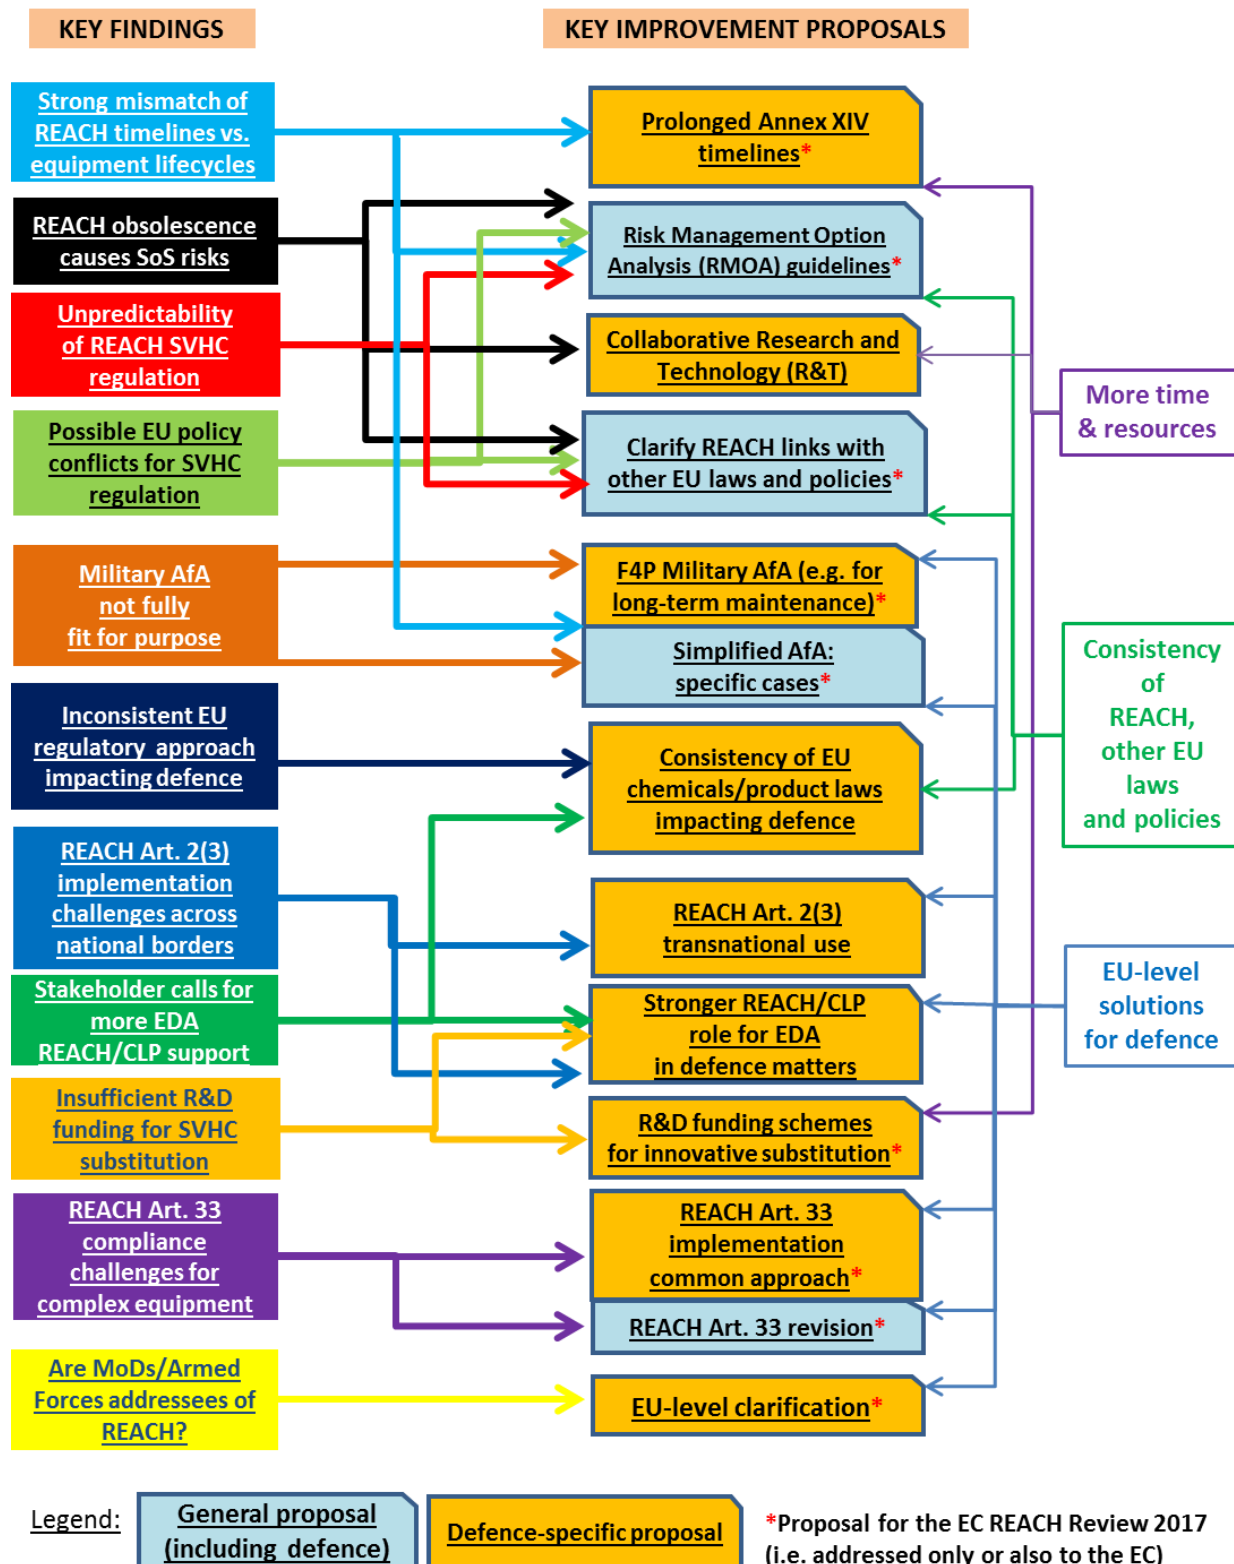 KEY FINDINGS
KEY IMPROVEMENT PROPOSALS
Strong mismatch of
REACH timelines vs.
equipment lifecycles
REACH obsolescence
causes SoS risks
Unpredictability
of REACH SVHC
regulation
Possible EU policy
conflicts for SVHC
regulation
Military AfA
not fully
fit for purpose
Inconsistent EU
regulatory approach
impacting defence
REACH Art. 2(3)
implementation
challenges across
national borders
Stakeholder calls for
more EDA
REACH/CLP support
Insufficient R&D
funding for SVHC
substitution
REACH Art. 33
compliance
challenges for
complex equipment
Are MoDs/Armed
Forces addressees of
REACH?
Prolonged Annex XIV
timelines*
Risk Management Option
Analysis (RMOA) guidelines*
Collaborative Research and
Technology (R&T)
Clarify REACH links with
other EU laws and policies*
F4P Military AfA (e.g. for
long-term maintenance)*
Simplified AfA:
specific cases*
Consistency of EU
chemicals/product laws
impacting defence
REACH Art. 2(3)
transnational use
Stronger REACH/CLP
role for EDA
in defence matters
R&D funding schemes
for innovative substitution*
REACH Art. 33
implementation
common approach*
REACH Art. 33 revision*
EU-level clarification*
More time
& resources
Consistency
of
REACH,
other EU
laws
and policies
EU-level
solutions
for defence
Legend:
General proposal
(including defence)
Defence-specific proposal
*Proposal for the EC REACH Review 2017
(i.e. addressed only or also to the EC)